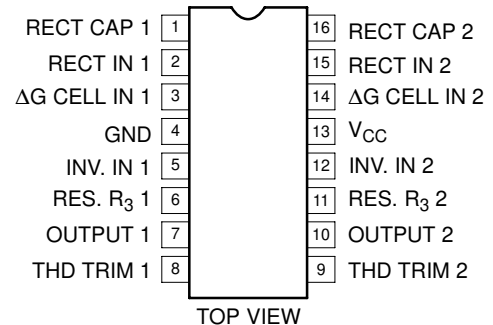 RECT CAP 1 1 16 RECT CAP 2
RECT IN 1 2 15 RECT IN 2
ΔG CELL IN 1 3 14 ΔG CELL IN 2
GND 4 13 VCC
INV. IN 1 5 12 INV. IN 2
RES. R3 1 6 11 RES. R3 2
OUTPUT 1 7 10 OUTPUT 2
THD TRIM 1 8 9 THD TRIM 2
TOP VIEW